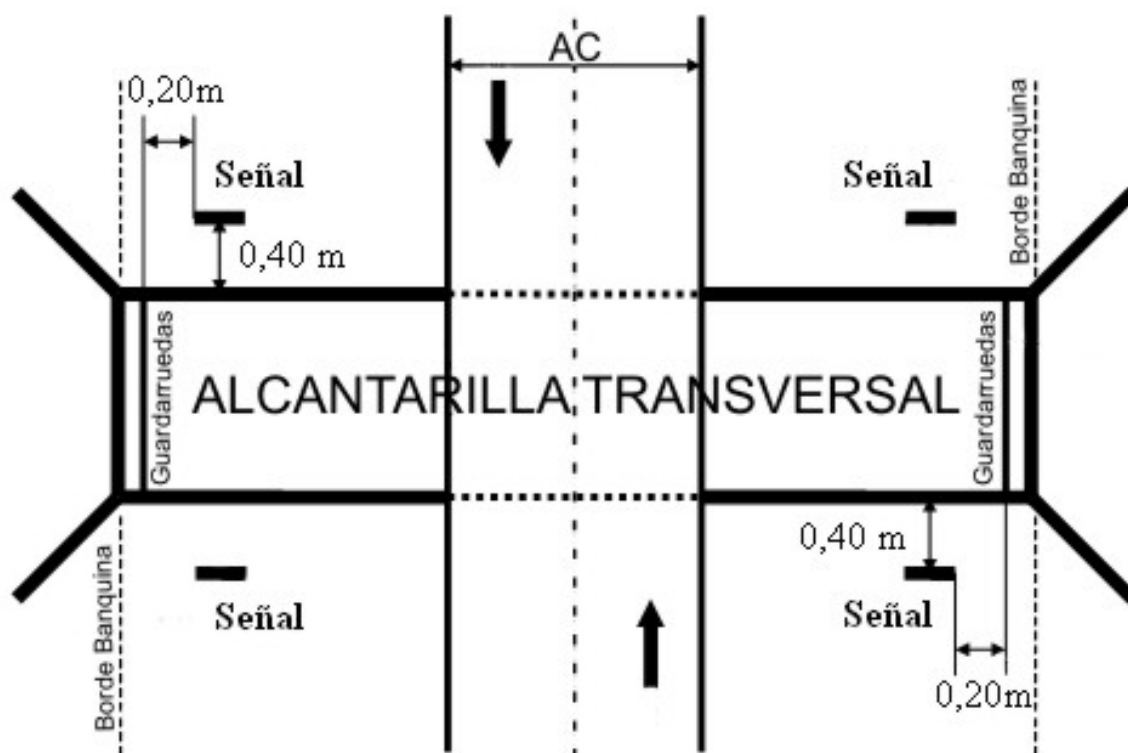 AC
0,20m
Señal
Señal
Borde Banquina
0,40 m
Guardarruedas
ALCANTARILLA TRANSVERSAL
Guardarruedas
0,40 m
Borde Banquina
Señal
Señal
0,20m